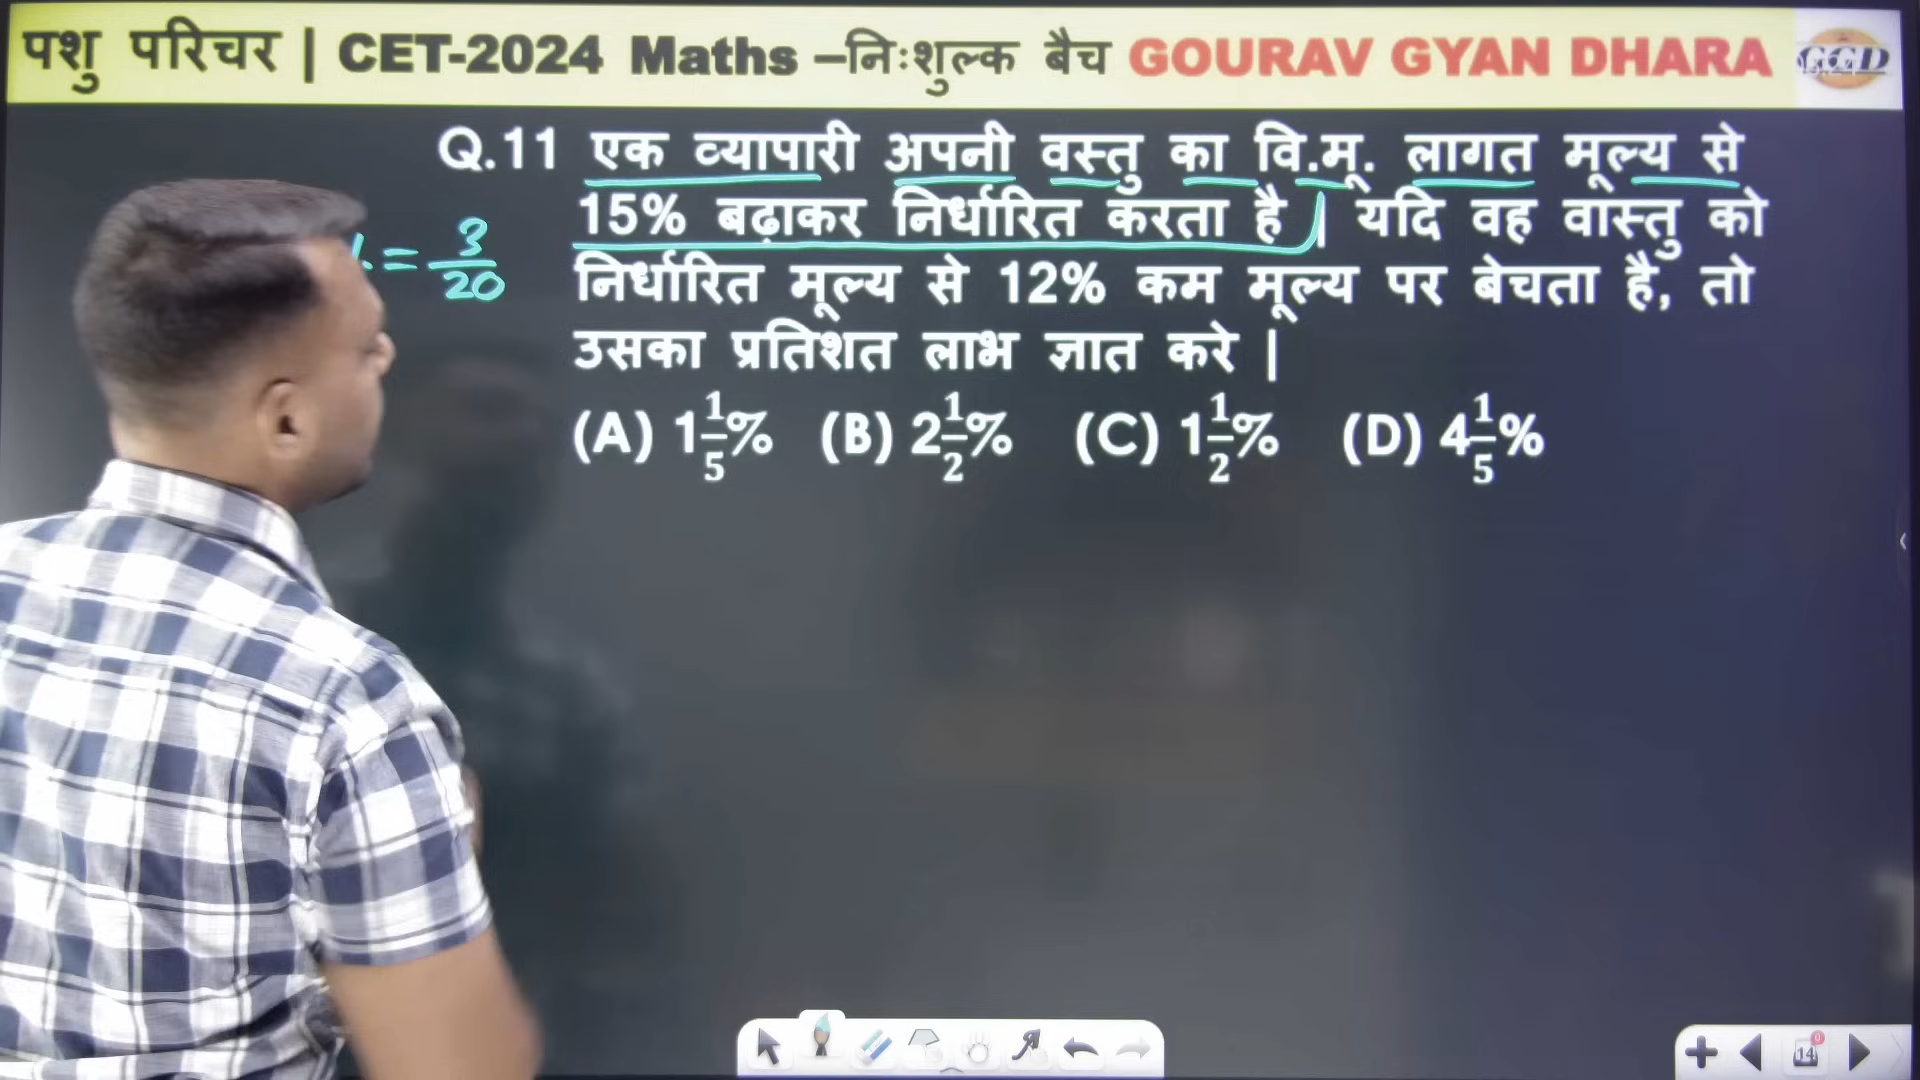 पशु परिचर | CET-2024 Maths –निःशुल्क बैच GOURAV GYAN DHARA
GGD
Q.11 एक व्यापारी अपनी वस्तु का वि.मू. लागत मूल्य से
15% बढ़ाकर निर्धारित करता है | यदि वह वास्तु को
निर्धारित मूल्य से 12% कम मूल्य पर बेचता है, तो
उसका प्रतिशत लाभ ज्ञात करे |
(A) 1 1/5% (B) 2 1/2% (C) 1 1/2% (D) 4 1/5%
= 3/20
14